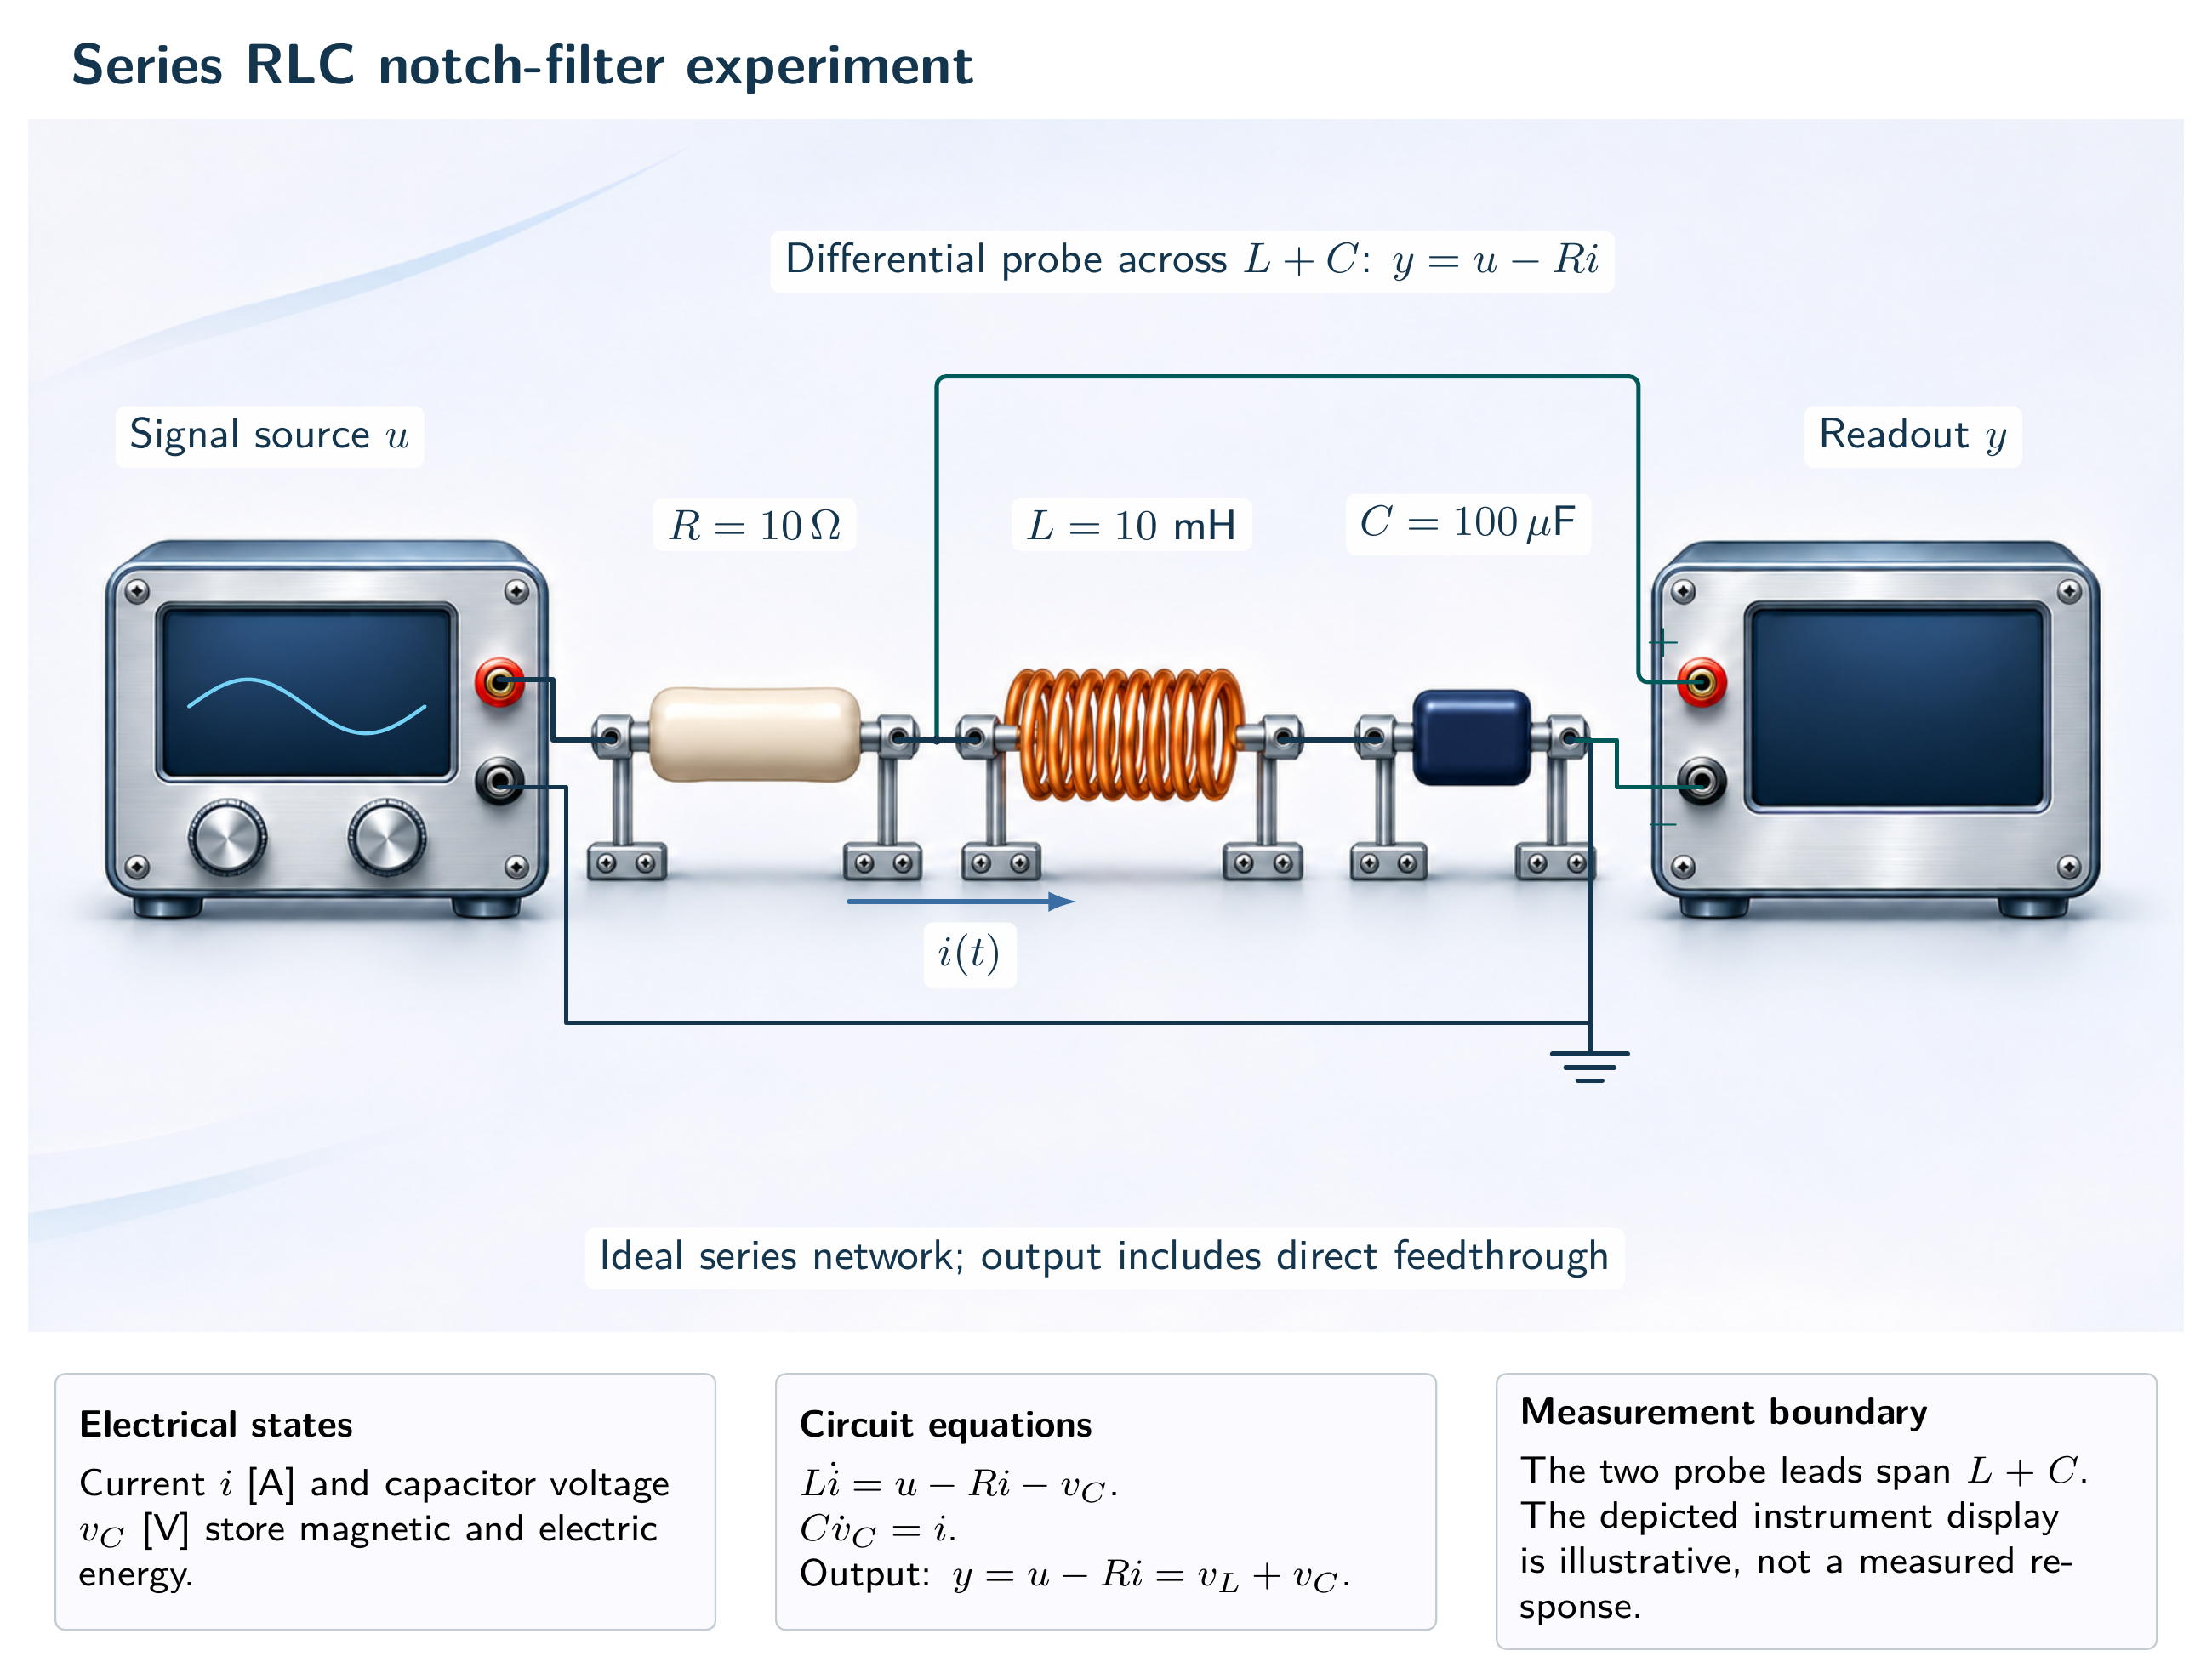 Series RLC notch-filter experiment
Differential probe across L + C: y = u − Ri
Signal source u
Readout y
R = 10 Ω
L = 10 mH
C = 100 μF
+
−
i(t)
Ideal series network; output includes direct feedthrough
Electrical states
Current i [A] and capacitor voltage
v_C [V] store magnetic and electric
energy.
Circuit equations
Li̇ = u − Ri − v_C.
Cv̇_C = i.
Output: y = u − Ri = v_L + v_C.
Measurement boundary
The two probe leads span L + C.
The depicted instrument display
is illustrative, not a measured re-
sponse.